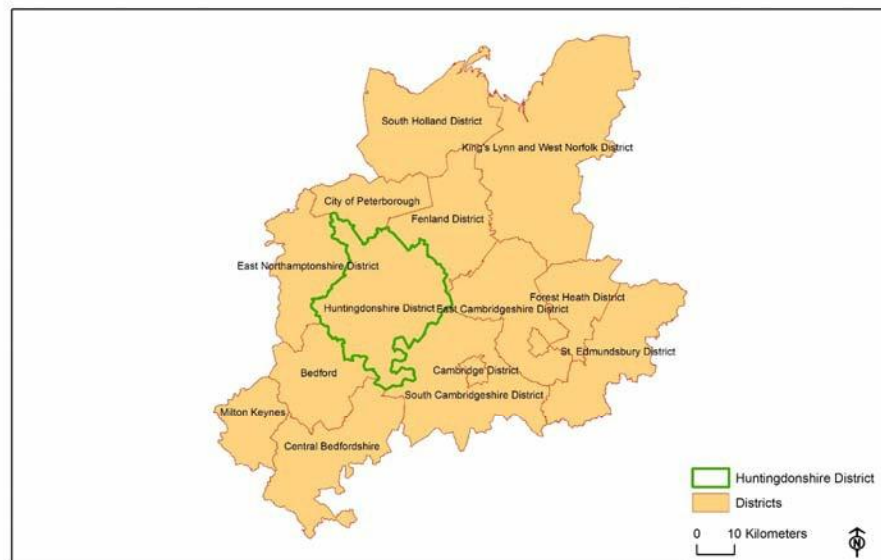 South Holland District
King's Lynn and West Norfolk District
City of Peterborough
Fenland District
East Northamptonshire District
Huntingdonshire District
East Cambridgeshire District
Forest Heath District
St. Edmundsbury District
Bedford
Cambridge District
South Cambridgeshire District
Milton Keynes
Central Bedfordshire
Huntingdonshire District
Districts
0 10 Kilometers
N